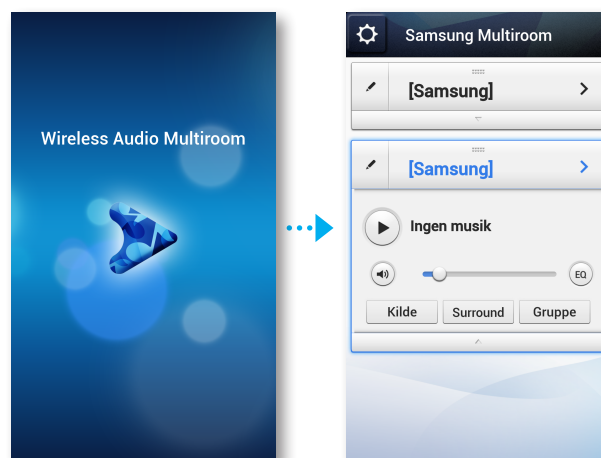 Wireless Audio Multiroom
Samsung Multiroom
[Samsung]
[Samsung]
Ingen musik
EQ
Kilde Surround Gruppe